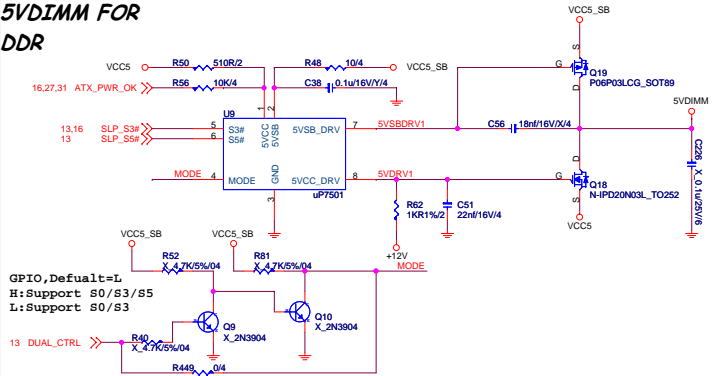 5VDIMM FOR
DDR
VCC5_SB
VCC5
R50
510R/2
R48
10/4
VCC5_SB
16,27,31 ATX_PWR_OK
R56
10K/4
C38
0.1u/16V/Y/4
S
G
Q19
P06P03LCG_SOT89
D
U9
1
2
5VCC
5VSB
13,16 SLP_S3#
5
S3#
5VSB_DRV
7
5VSBDRV1
C56
18nf/16V/X/4
5VDIMM
13 SLP_S5#
6
S5#
C226
X_0.1u/25V/6
MODE
4
MODE
GND
5VCC_DRV
8
5VDRV1
3
uP7501
D
G
Q18
N-IPD20N03L_TO252
S
VCC5
R62
1KR1%/2
C51
22nf/16V/4
+12V
VCC5_SB
VCC5_SB
R52
X_4.7K/5%/04
R81
X_4.7K/5%/04
MODE
GPIO,Defualt=L
H:Support S0/S3/S5
L:Support S0/S3
Q9
X_2N3904
Q10
X_2N3904
13 DUAL_CTRL
R40
X_4.7K/5%/04
R449
0/4